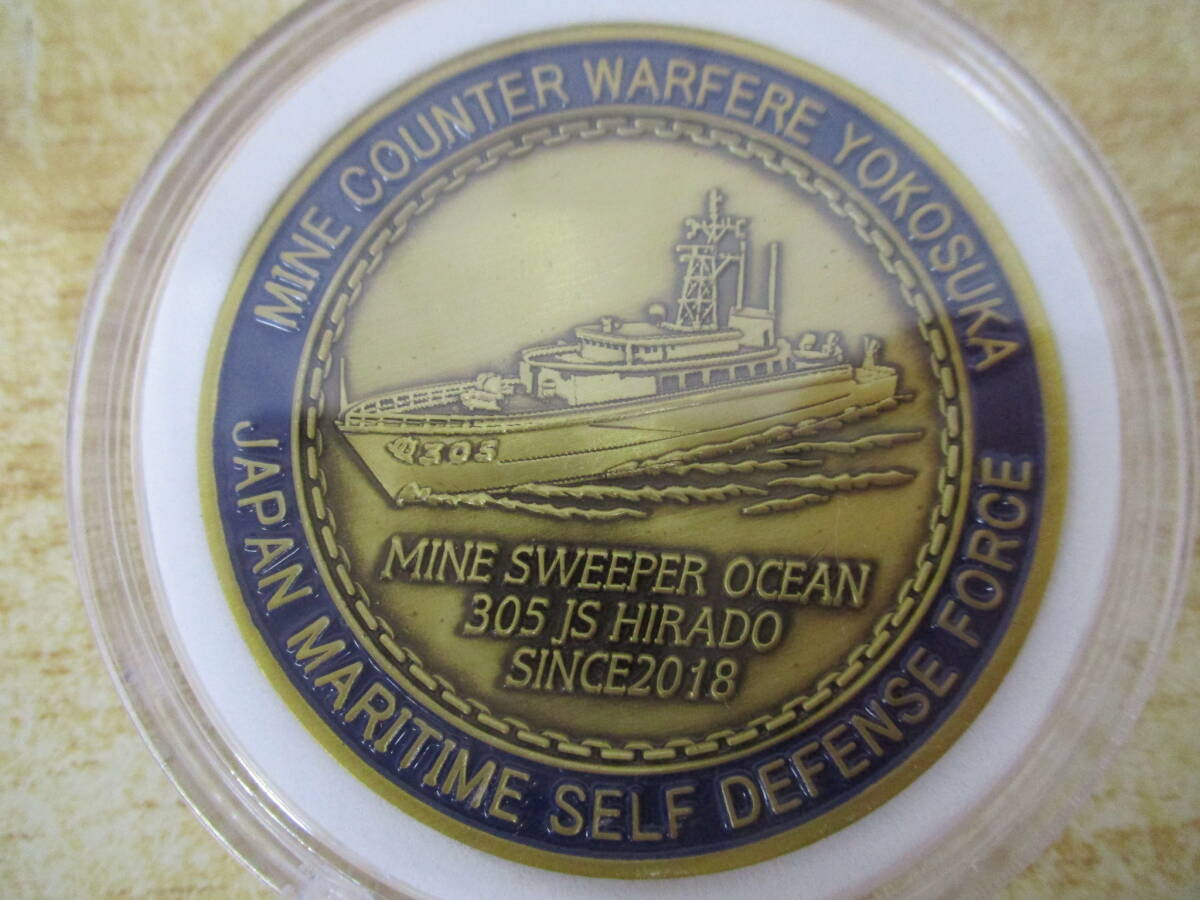 MINE COUNTER WARFERE YOKOSUKA
305
MINE SWEEPER OCEAN
305 JS HIRADO
SINCE2018
JAPAN MARITIME SELF DEFENSE FORCE